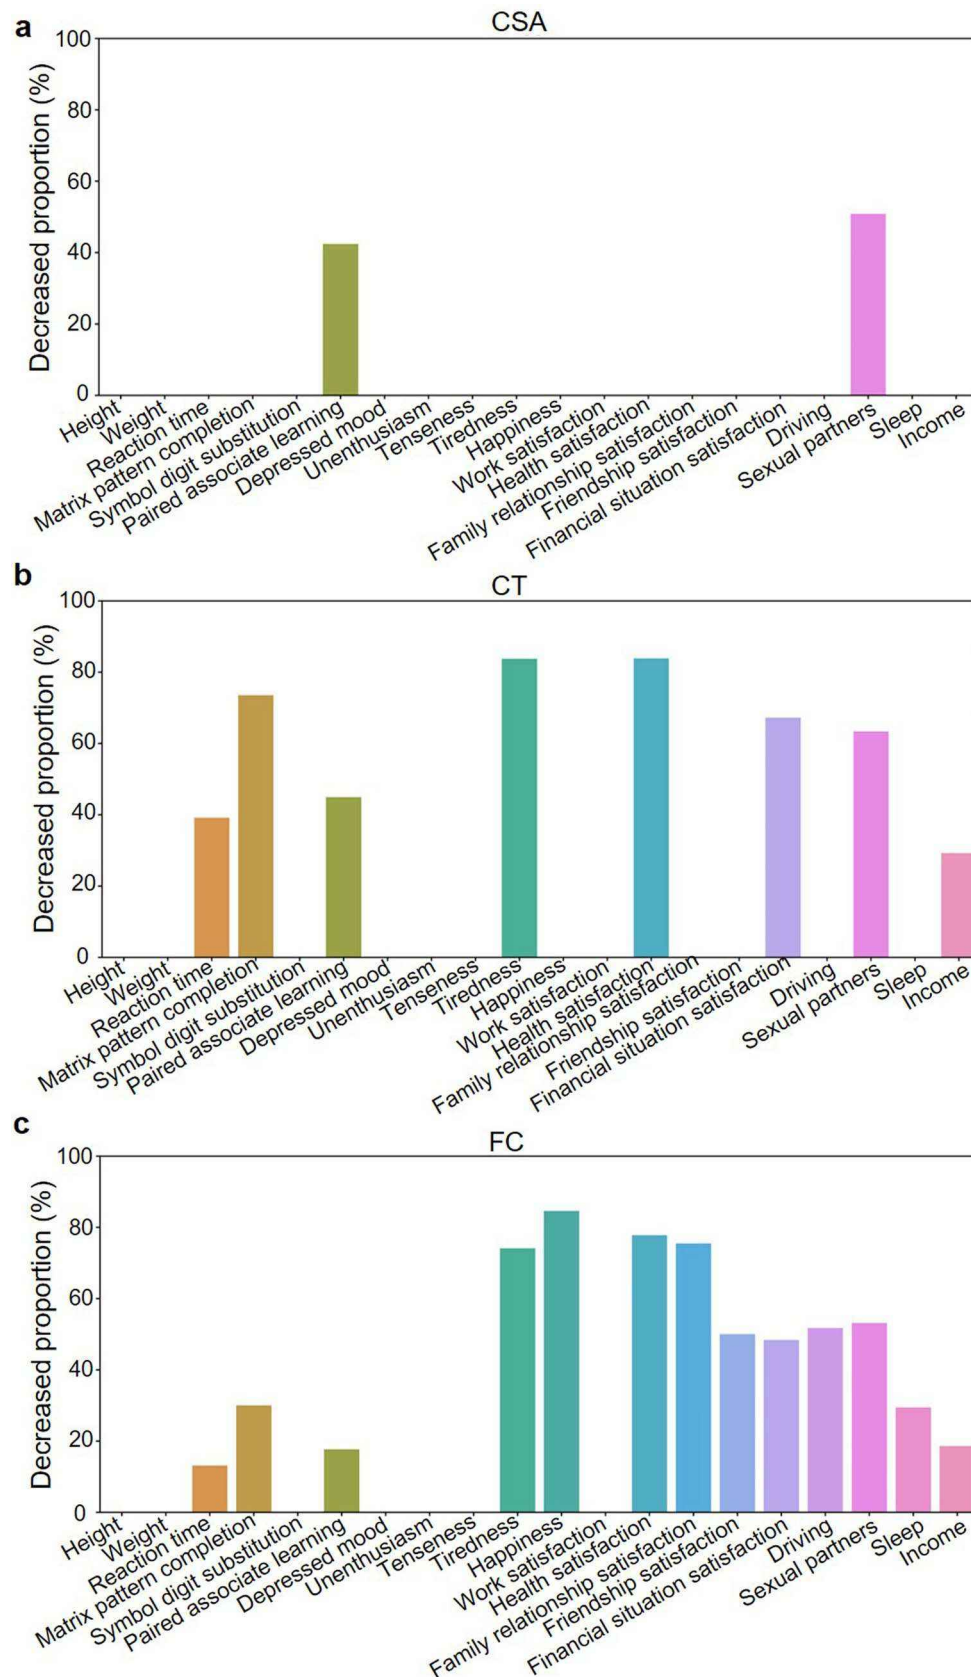 a
CSA
Decreased proportion (%)
100
80
60
40
20
0
Height
Weight
Reaction time
Matrix pattern completion
Symbol digit substitution
Paired associate learning
Depressed mood
Unenthusiasm
Tenseness
Tiredness
Happiness
Work satisfaction
Health satisfaction
Family relationship satisfaction
Friendship satisfaction
Financial situation satisfaction
Driving
Sexual partners
Sleep
Income
b
CT
Decreased proportion (%)
100
80
60
40
20
0
Height
Weight
Reaction time
Matrix pattern completion
Symbol digit substitution
Paired associate learning
Depressed mood
Unenthusiasm
Tenseness
Tiredness
Happiness
Work satisfaction
Health satisfaction
Family relationship satisfaction
Friendship satisfaction
Financial situation satisfaction
Driving
Sexual partners
Sleep
Income
c
FC
Decreased proportion (%)
100
80
60
40
20
0
Height
Weight
Reaction time
Matrix pattern completion
Symbol digit substitution
Paired associate learning
Depressed mood
Unenthusiasm
Tenseness
Tiredness
Happiness
Work satisfaction
Health satisfaction
Family relationship satisfaction
Friendship satisfaction
Financial situation satisfaction
Driving
Sexual partners
Sleep
Income